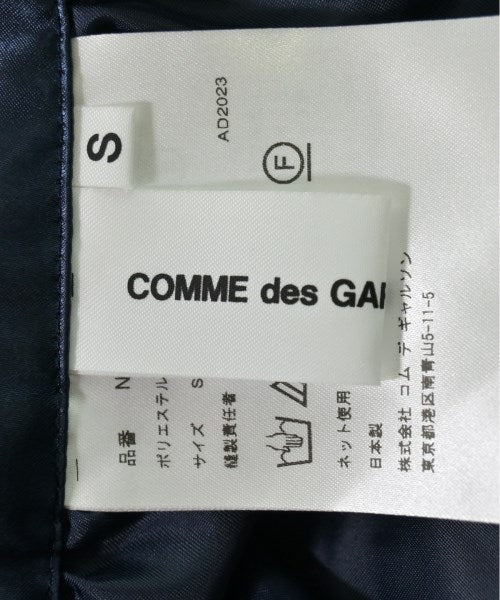 S
COMME des GA
AD2023
F
品番 N
ポリエステル
サイズ S
縫製責任者
ネット使用
日本製
株式会社 コム デ ギャルソン
東京都港区南青山5-11-5